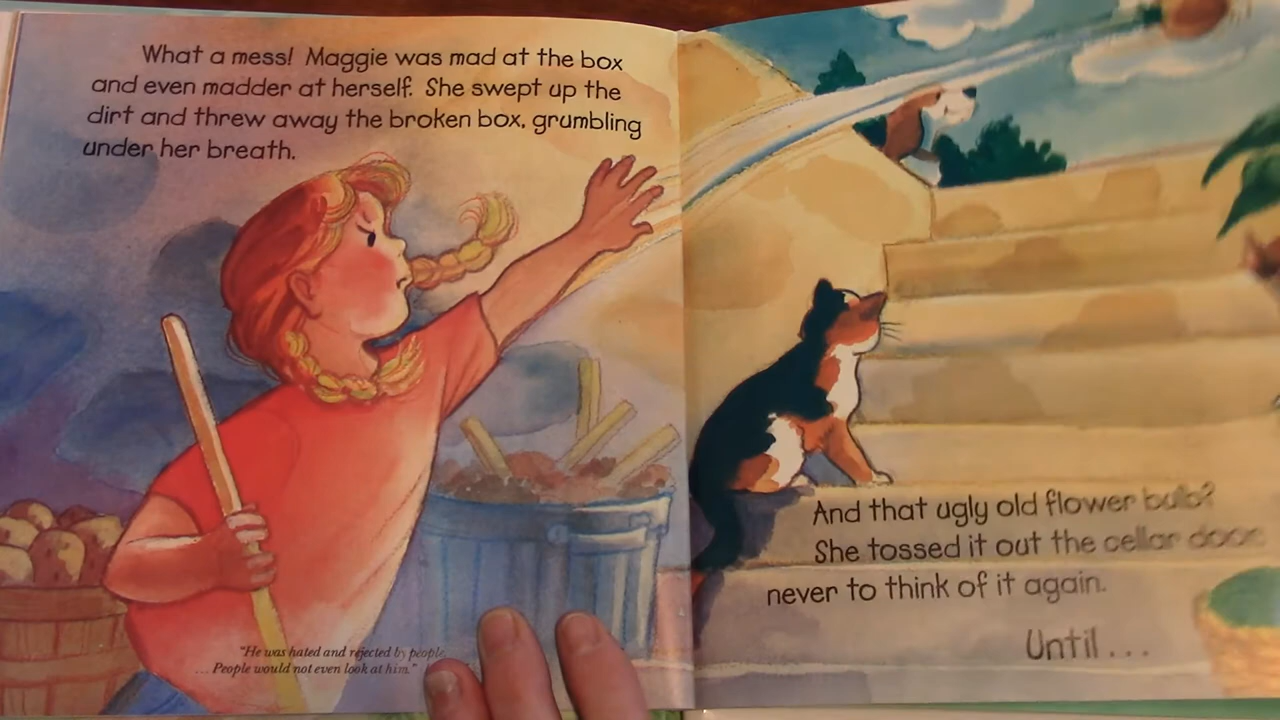 What a mess! Maggie was mad at the box
and even madder at herself. She swept up the
dirt and threw away the broken box, grumbling
under her breath.
"He was hated and rejected by people.
. . . People would not even look at him."
And that ugly old flower bulb?
She tossed it out the cellar door
never to think of it again.
Until . . .